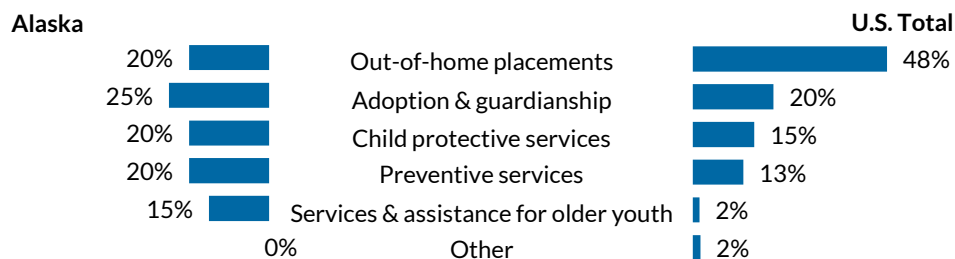 Alaska U.S. Total
20% Out-of-home placements 48%
25% Adoption & guardianship 20%
20% Child protective services 15%
20% Preventive services 13%
15% Services & assistance for older youth 2%
0% Other 2%